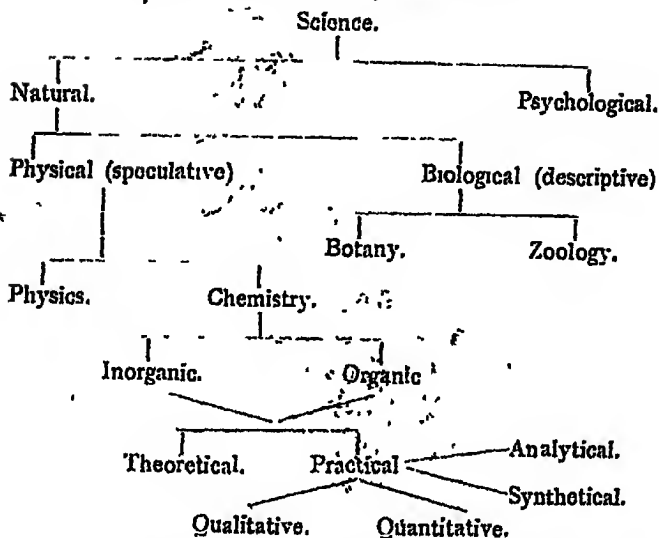 Science.
Natural. Psychological.
Physical (speculative) Biological (descriptive)
Botany. Zoology.
Physics. Chemistry.
Inorganic. Organic
Theoretical. Practical Analytical.
Synthetical.
Qualitative. Quantitative.